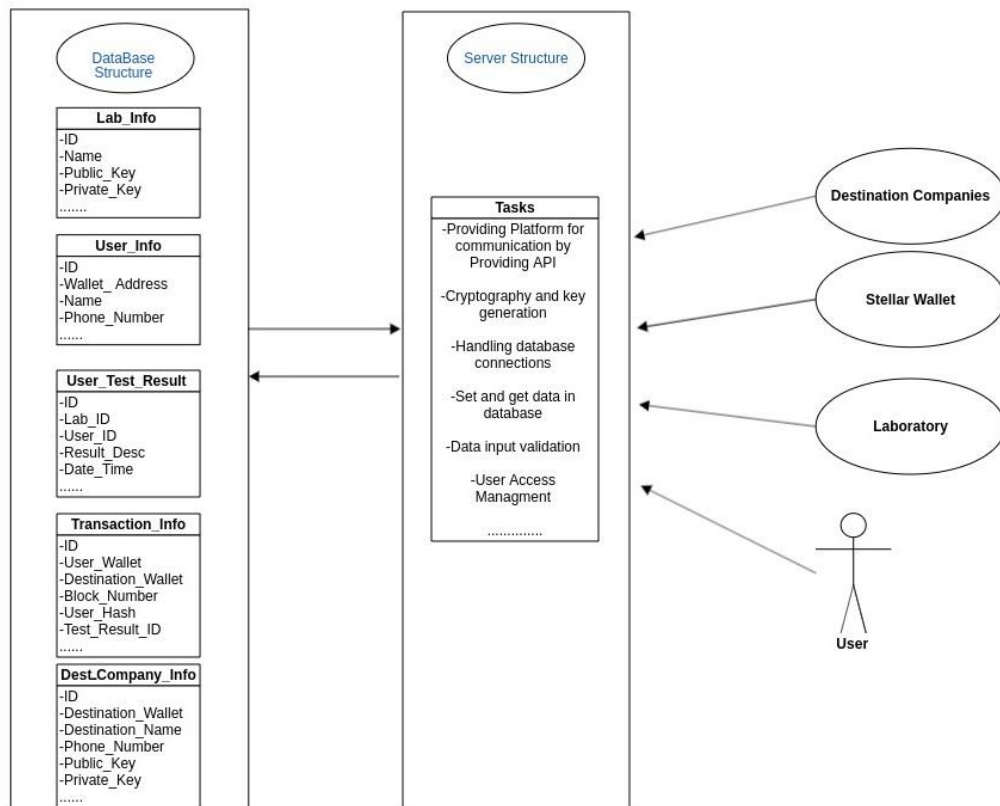 DataBase
Structure
Lab_Info
-ID
-Name
-Public_Key
-Private_Key
.......
User_Info
-ID
-Wallet_ Address
-Name
-Phone_Number
......
User_Test_Result
-ID
-Lab_ID
-User_ID
-Result_Desc
-Date_Time
......
Transaction_Info
-ID
-User_Wallet
-Destination_Wallet
-Block_Number
-User_Hash
-Test_Result_ID
......
Dest.Company_Info
-ID
-Destination_Wallet
-Destination_Name
-Phone_Number
-Public_Key
-Private_Key
......
Server Structure
Tasks
-Providing Platform for
communication by
Providing API
-Cryptography and key
generation
-Handling database
connections
-Set and get data in
database
-Data input validation
-User Access
Managment
..............
Destination Companies
Stellar Wallet
Laboratory
User